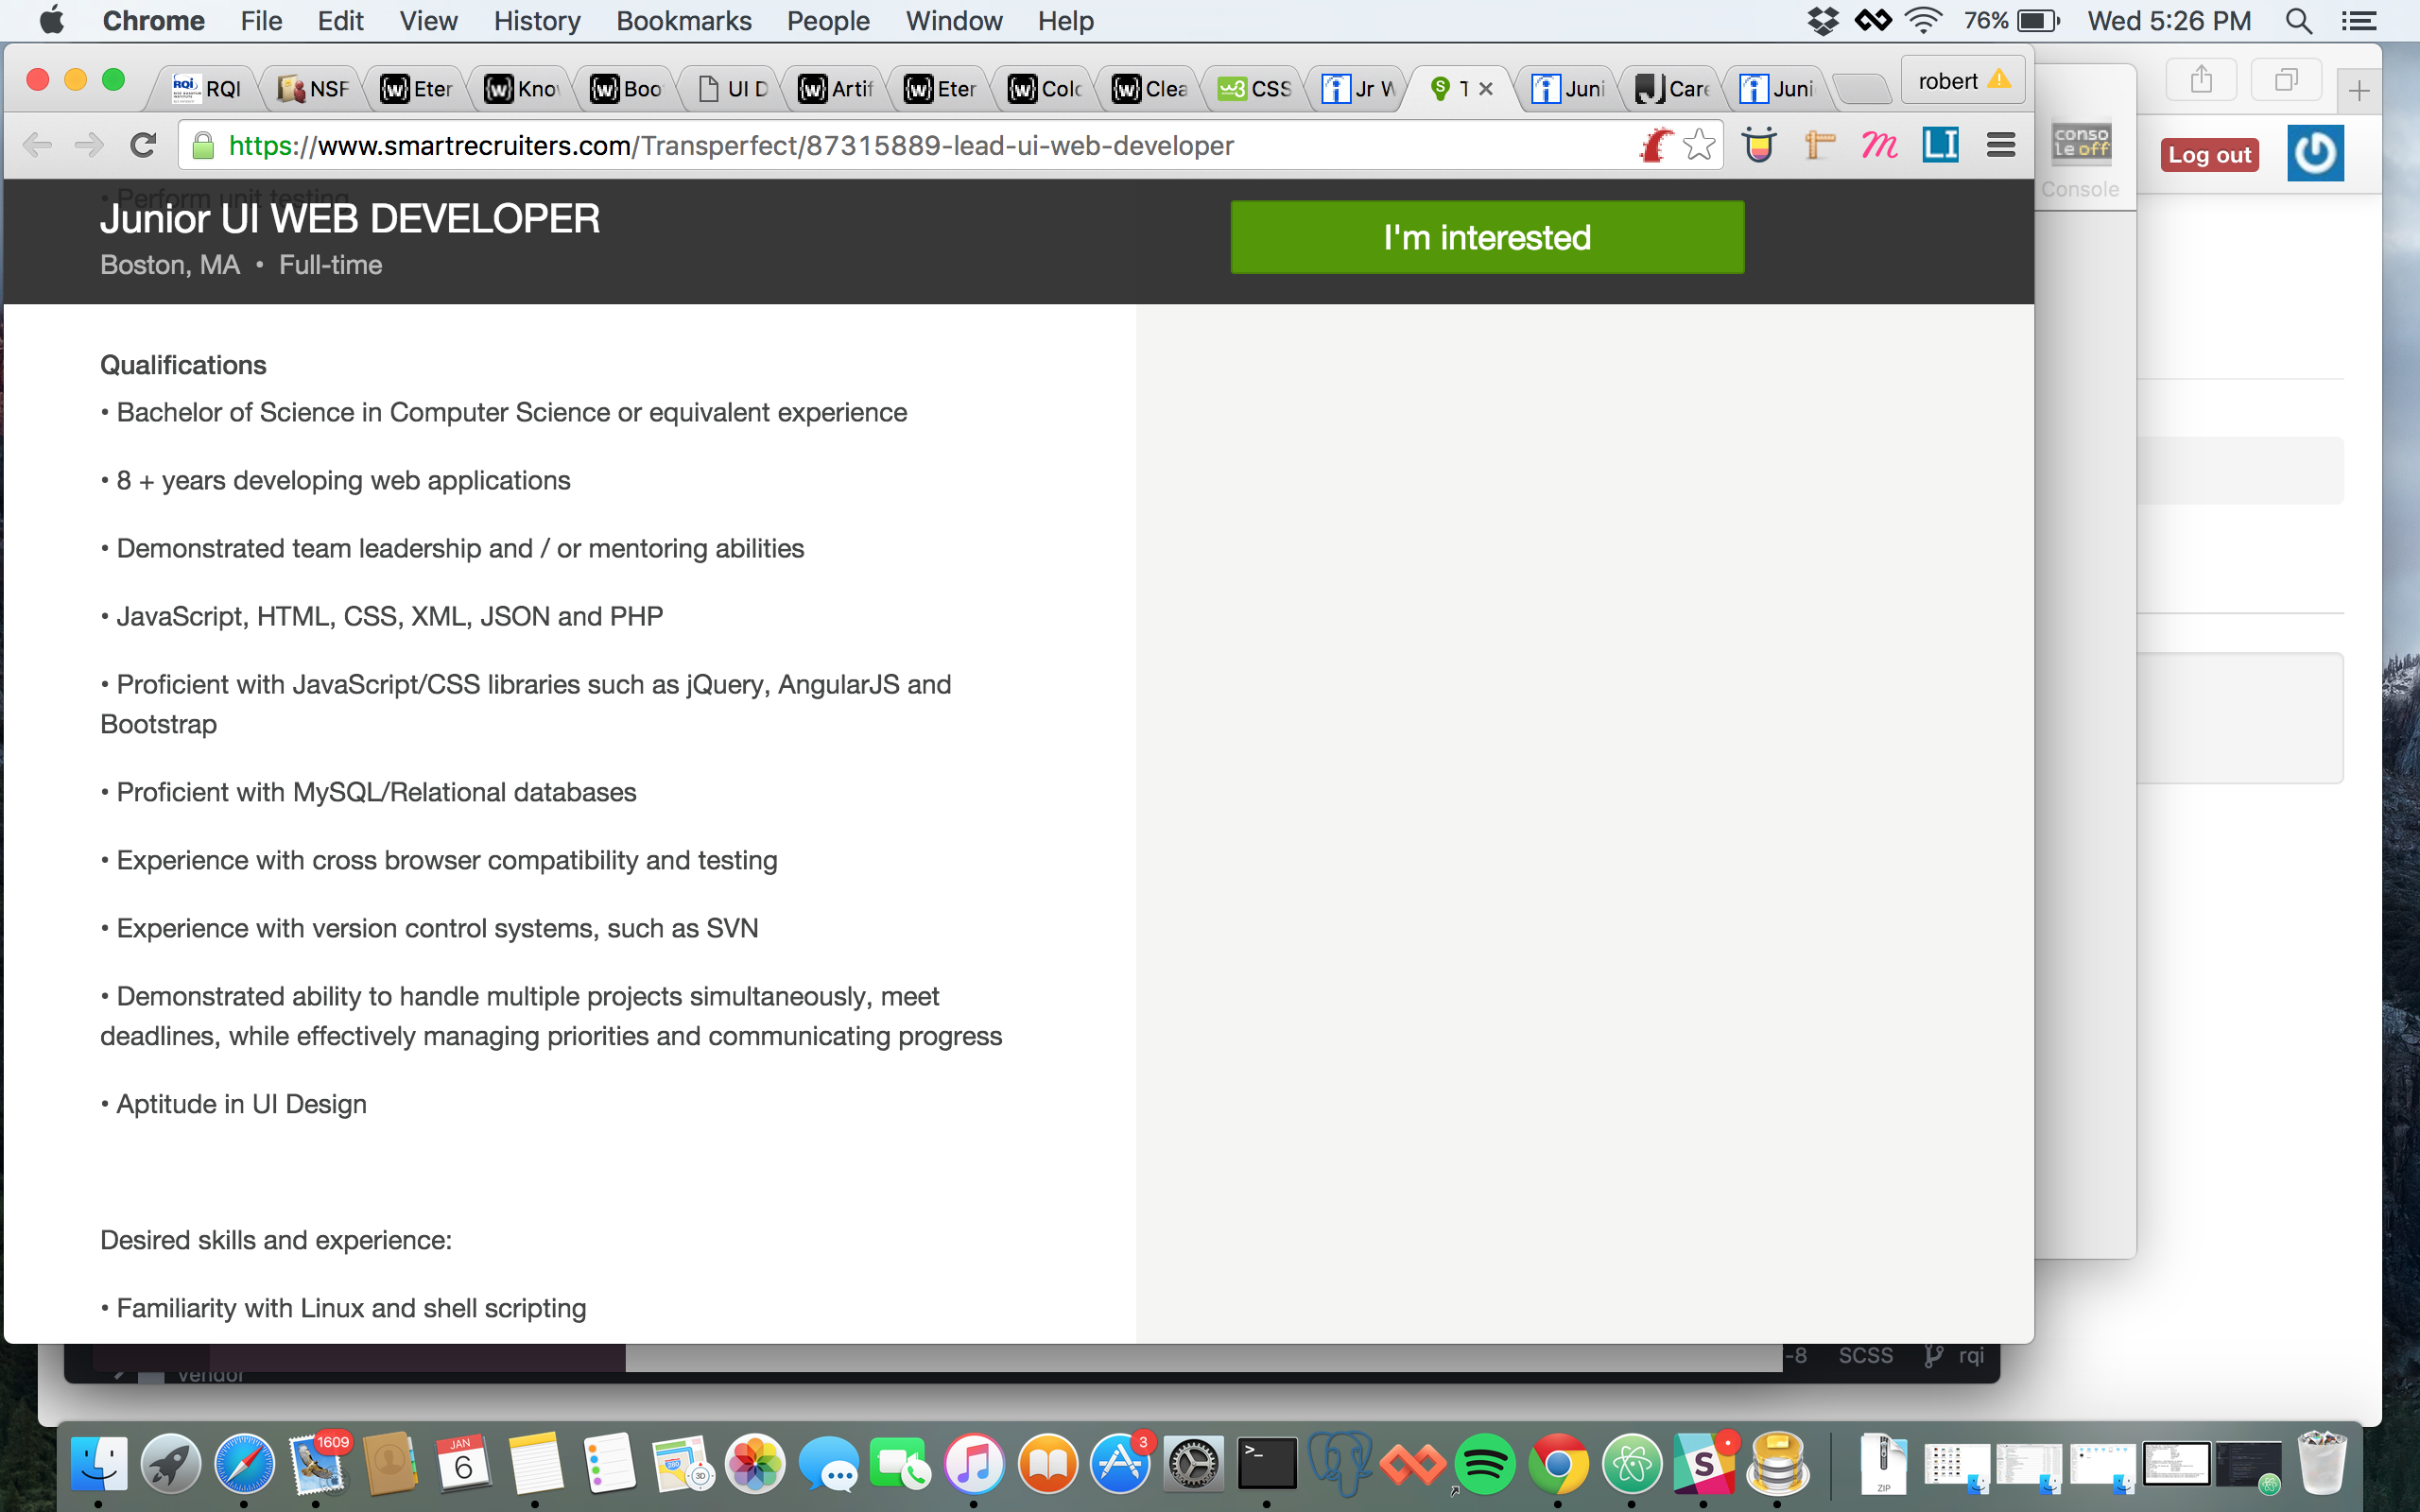 Chrome File Edit View History Bookmarks People Window Help 76% Wed 5:26 PM
RQI NSF Eter Kno Boo UI D Artif Eter Colc Clea CSS Jr W T Juni Care Juni robert
https://www.smartrecruiters.com/Transperfect/87315889-lead-ui-web-developer
conso
le off
Console
Log out
• Perform unit testing
Junior UI WEB DEVELOPER
Boston, MA • Full-time
I'm interested
Qualifications
• Bachelor of Science in Computer Science or equivalent experience
• 8 + years developing web applications
• Demonstrated team leadership and / or mentoring abilities
• JavaScript, HTML, CSS, XML, JSON and PHP
• Proficient with JavaScript/CSS libraries such as jQuery, AngularJS and
Bootstrap
• Proficient with MySQL/Relational databases
• Experience with cross browser compatibility and testing
• Experience with version control systems, such as SVN
• Demonstrated ability to handle multiple projects simultaneously, meet
deadlines, while effectively managing priorities and communicating progress
• Aptitude in UI Design
Desired skills and experience:
• Familiarity with Linux and shell scripting
vendor
-8 SCSS rqi
1609
JAN
6
280
3D
3
>_
S
ZIP